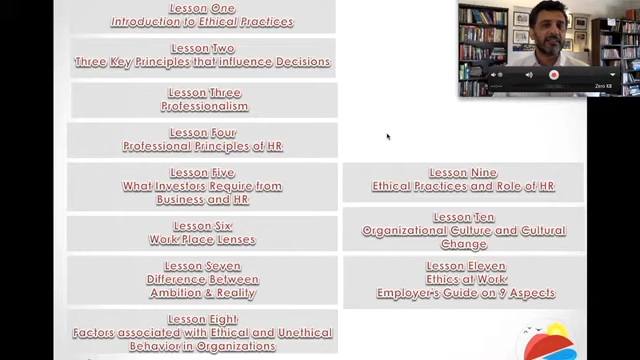 Lesson One
Introduction to Ethical Practices
Lesson Two
Three Key Principles that influence Decisions
Lesson Three
Professionalism
Lesson Four
Professional Principles of HR
Lesson Five
What Investors Require from
Business and HR
Lesson Six
Work Place Lenses
Lesson Seven
Difference Between
Ambition & Reality
Lesson Eight
Factors associated with Ethical and Unethical
Behavior in Organizations
Lesson Nine
Ethical Practices and Role of HR
Lesson Ten
Organizational Culture and Cultural
Change
Lesson Eleven
Ethics at Work
Employer's Guide on 9 Aspects
Zero KB